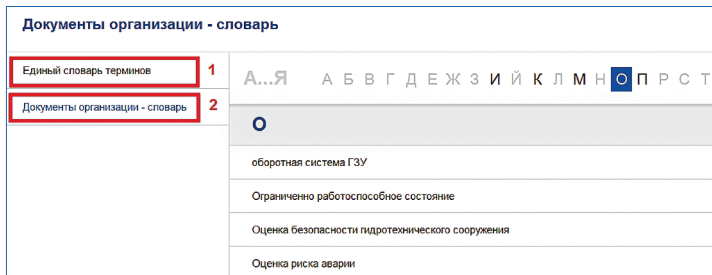 Документы организации - словарь
Единый словарь терминов 1
Документы организации - словарь 2
А...Я А Б В Г Д Е Ж З И Й К Л М Н О П Р С Т
О
оборотная система ГЗУ
Ограниченно работоспособное состояние
Оценка безопасности гидротехнического сооружения
Оценка риска аварии